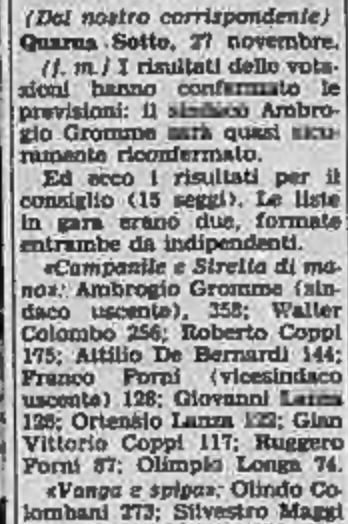 (Dal nostro corrispondente)
Quarna Sotto, 27 novembre.
(f. m.) I risultati delle vota-
zioni hanno confermato le
previsioni: il sindaco Ambro-
gio Gromme sarà quasi sicu-
ramente riconfermato.
Ed ecco i risultati per il
consiglio (15 seggi). Le liste
in gara erano due, formate
entrambe da indipendenti.
«Campanile e Stretta di ma-
no»: Ambrogio Gromme (sin-
daco uscente), 358; Walter
Colombo 256; Roberto Coppi
175; Attilio De Bernardi 144;
Franco Forni (vicesindaco
uscente) 128; Giovanni
128; Ortensio Lanza Gian
Vittorio Coppi 117; Ruggero
Forni 87; Olimpio Longa 74.
«Vanga e spiga»: Olindo Co-
lombani 273; Silvestro Maggi